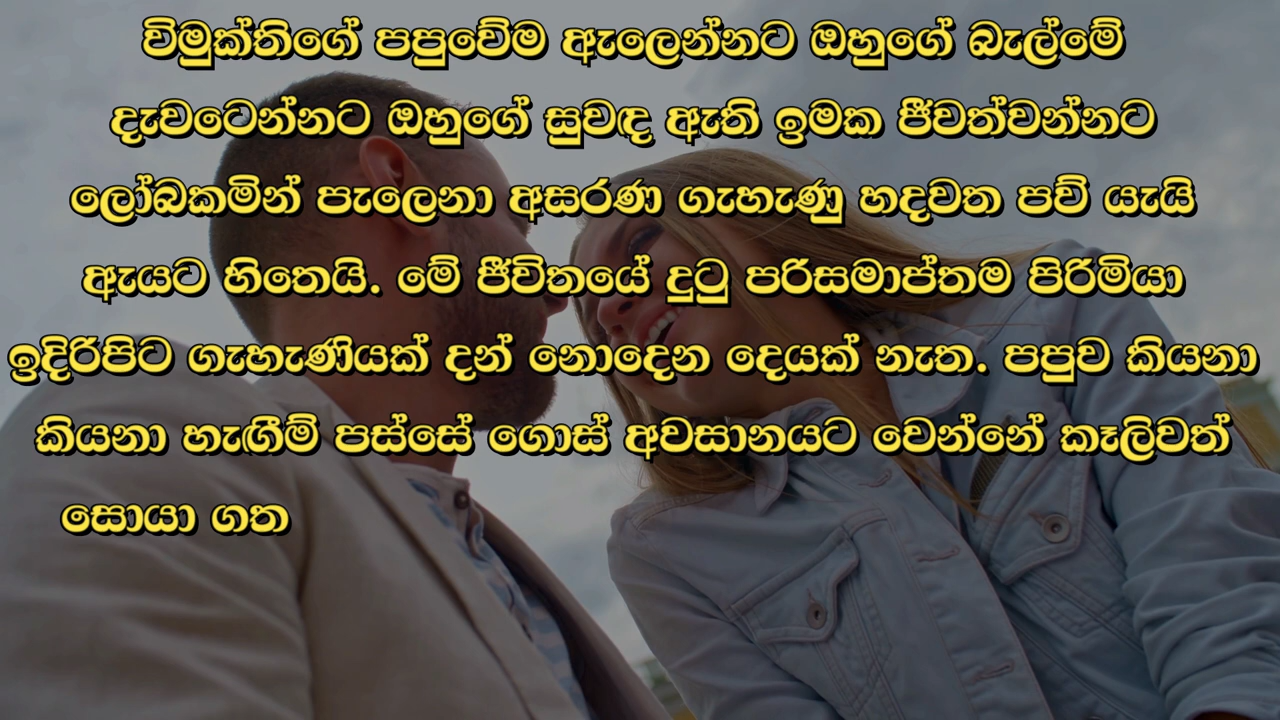 විමුක්තිගේ පපුවේම ඇලෙන්නට ඔහුගේ බැල්මේ
දැවටෙන්නට ඔහුගේ සුවඳ ඇති ඉමක ජීවත්වන්නට
ලෝබකමින් පැලෙනා අසරණ ගැහැණු හදවත පව් යැයි
ඇයට හිතෙයි. මේ ජීවිතයේ දුටු පරිසමාප්තම පිරිමියා
ඉදිරිපිට ගැහැණියක් දන් නොදෙන දෙයක් නැත. පපුව කියනා
කියනා හැඟීම් පස්සේ ගොස් අවසානයට වෙන්නේ කෑලිවත්
සොයා ගත